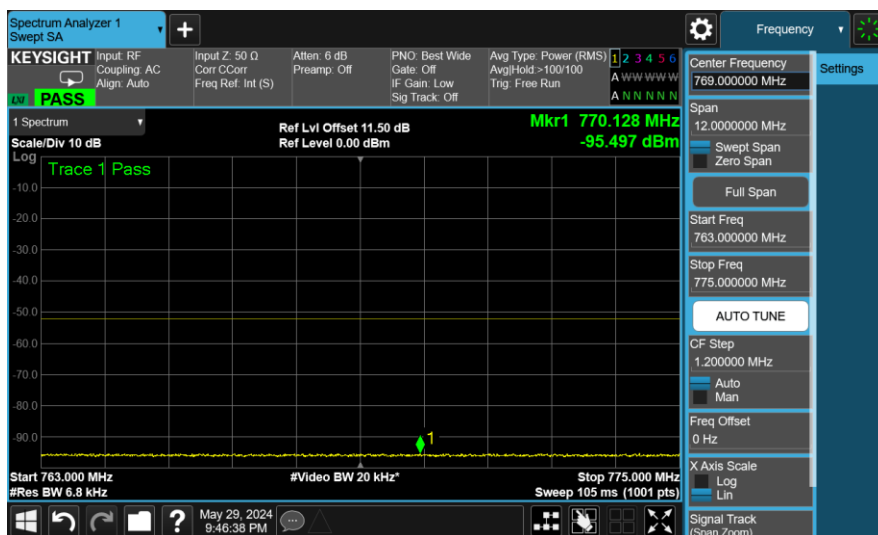 Spectrum Analyzer 1
Swept SA
+
Frequency
KEYSIGHT
LXI
PASS
Input: RF
Coupling: AC
Align: Auto
Input Z: 50 Ω
Corr CCorr
Freq Ref: Int (S)
Atten: 6 dB
Preamp: Off
PNO: Best Wide
Gate: Off
IF Gain: Low
Sig Track: Off
Avg Type: Power (RMS)
Avg|Hold:>100/100
Trig: Free Run
1 2 3 4 5 6
A W W W W W
A N N N N N
1 Spectrum
Scale/Div 10 dB
Ref Lvl Offset 11.50 dB
Ref Level 0.00 dBm
Mkr1 770.128 MHz
-95.497 dBm
Log
Trace 1 Pass
-10.0
-20.0
-30.0
-40.0
-50.0
-60.0
-70.0
-80.0
-90.0
1
Start 763.000 MHz
#Res BW 6.8 kHz
#Video BW 20 kHz*
Stop 775.000 MHz
Sweep 105 ms (1001 pts)
?
May 29, 2024
9:46:38 PM
Center Frequency
769.000000 MHz
Span
12.0000000 MHz
Swept Span
Zero Span
Full Span
Start Freq
763.000000 MHz
Stop Freq
775.000000 MHz
AUTO TUNE
CF Step
1.200000 MHz
Auto
Man
Freq Offset
0 Hz
X Axis Scale
Log
Lin
Signal Track
(Span Zoom)
Settings